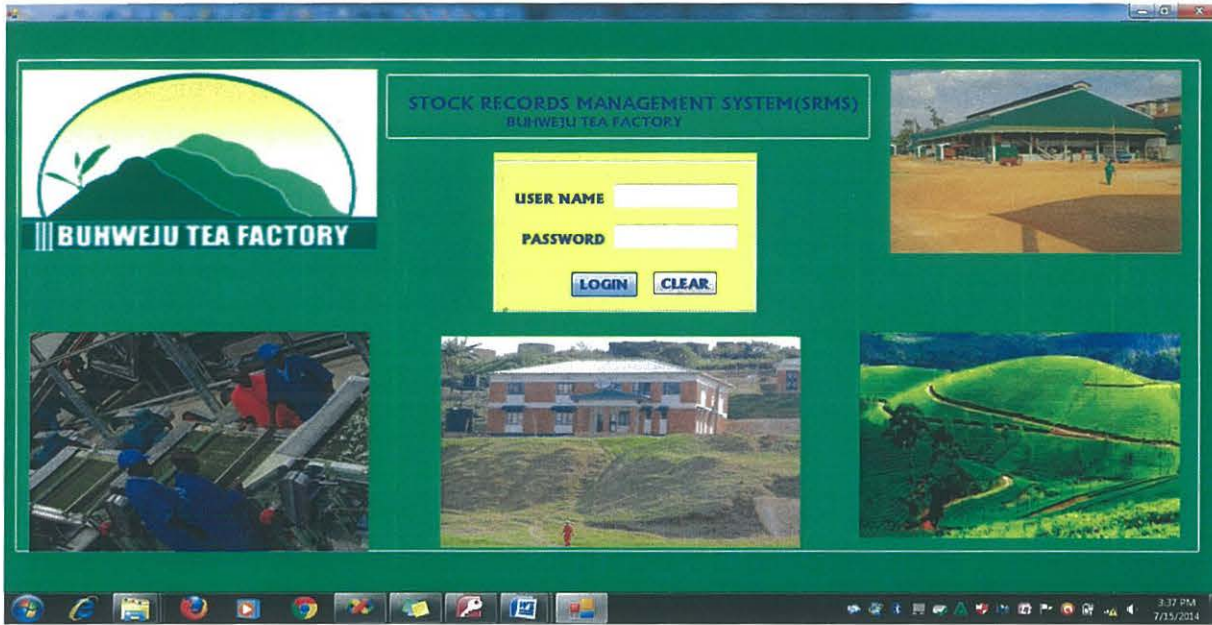 STOCK RECORDS MANAGEMENT SYSTEM(SRMS)
BUHWEJU TEA FACTORY
BUHWEJU TEA FACTORY
USER NAME
PASSWORD
LOGIN
CLEAR
3:37 PM
7/15/2014